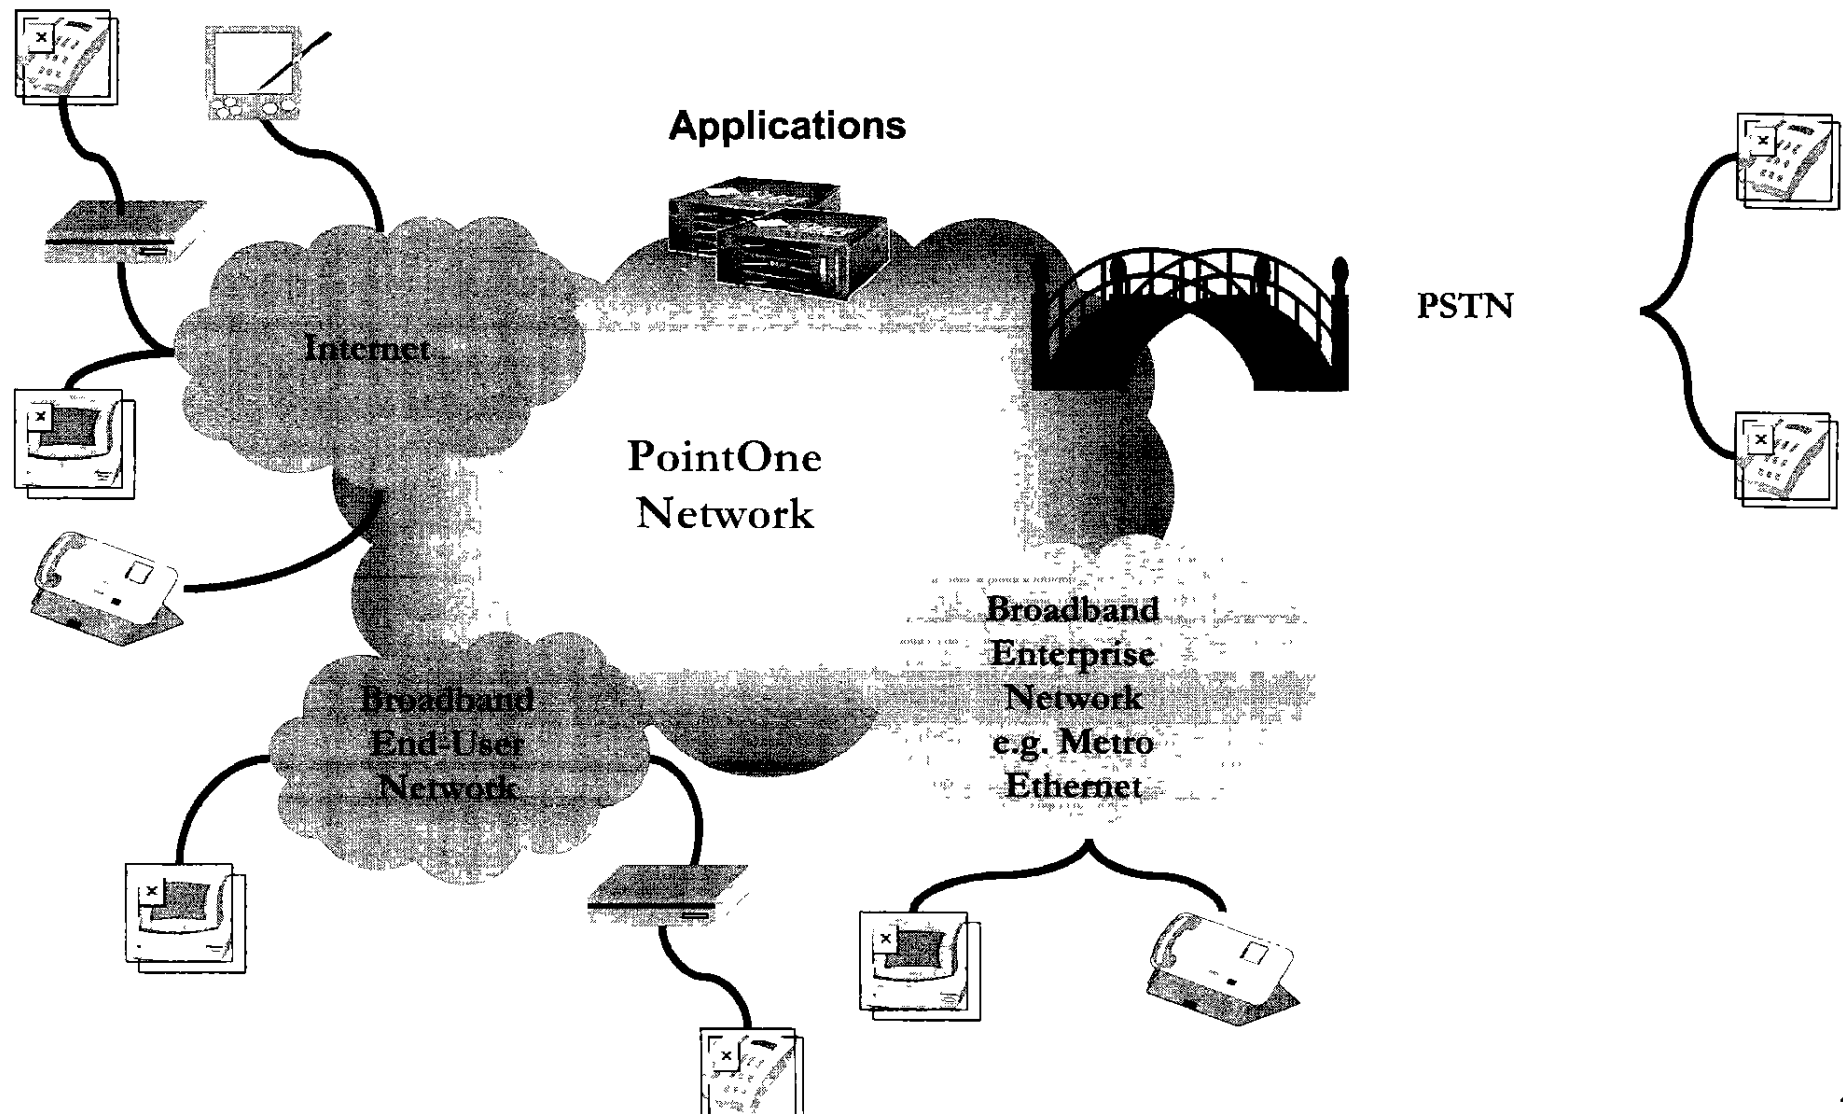 Applications
PSTN
Internet
PointOne
Network
Broadband
Enterprise
Network
e.g. Metro
Ethernet
Broadband
End-User
Network